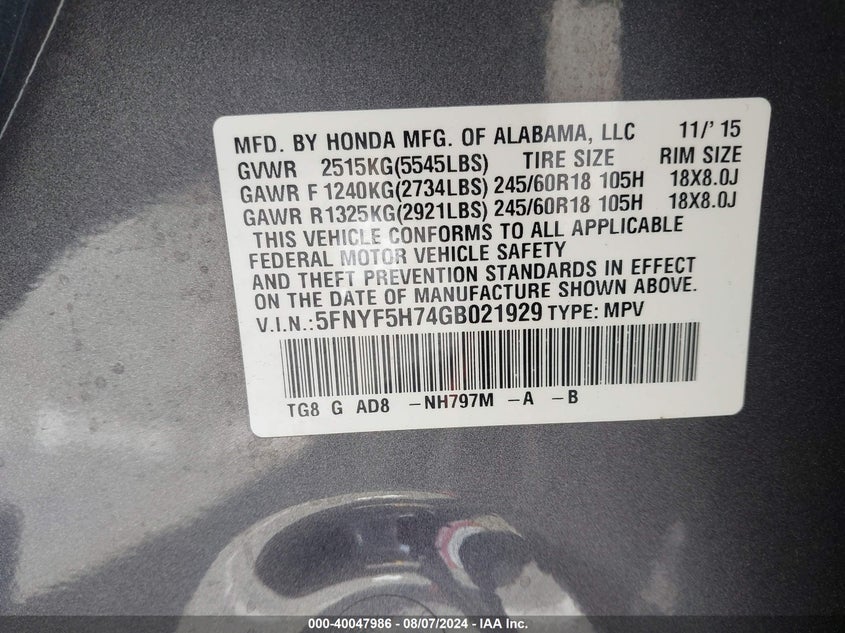 MFD. BY HONDA MFG. OF ALABAMA, LLC 11/' 15
GVWR 2515KG(5545LBS) TIRE SIZE RIM SIZE
GAWR F 1240KG(2734LBS) 245/60R18 105H 18X8.0J
GAWR R1325KG(2921LBS) 245/60R18 105H 18X8.0J
THIS VEHICLE CONFORMS TO ALL APPLICABLE
FEDERAL MOTOR VEHICLE SAFETY
AND THEFT PREVENTION STANDARDS IN EFFECT
ON THE DATE OF MANUFACTURE SHOWN ABOVE.
V.I.N.:5FNYF5H74GB021929 TYPE: MPV
TG8 G AD8 -NH797M -A -B
000-40047986 - 08/07/2024 - IAA Inc.